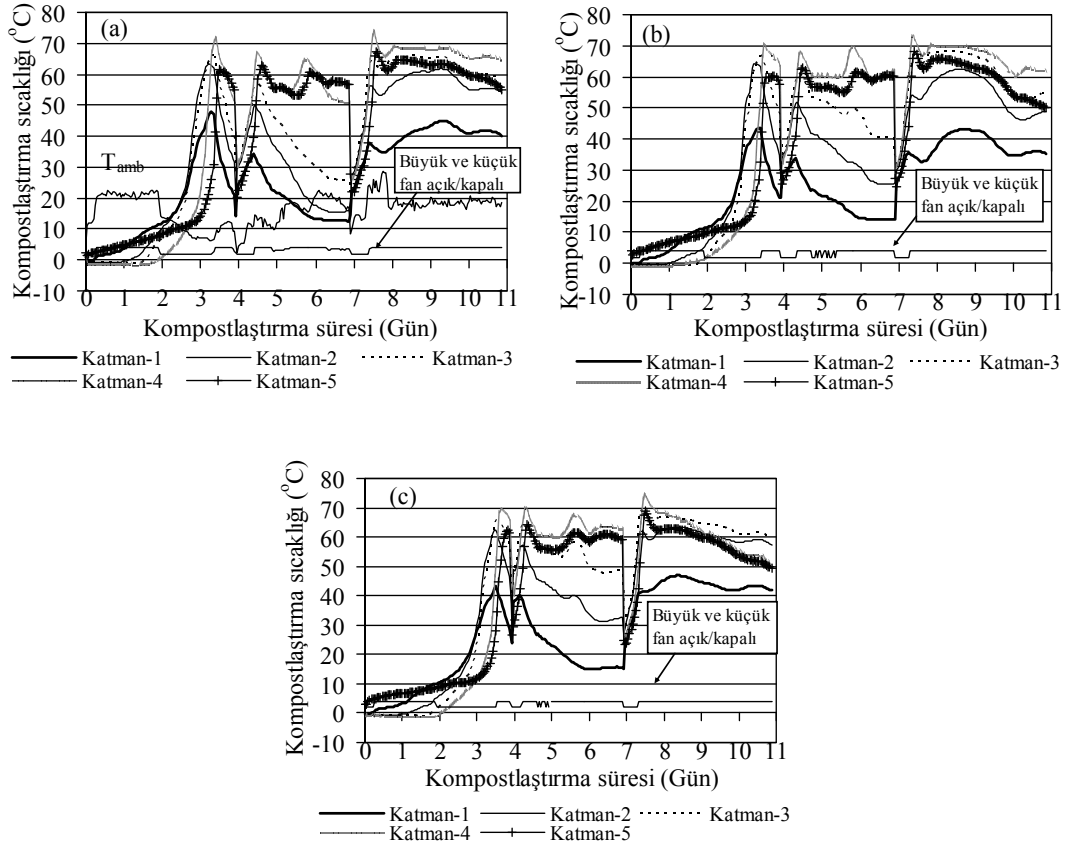 (a)
Kompostlaştırma sıcaklığı (°C)
80
70
60
50
40
30
20
10
0
-10
T_amb
Büyük ve küçük
fan açık/kapalı
0 1 2 3 4 5 6 7 8 9 10 11
Kompostlaştırma süresi (Gün)
Katman-1 Katman-2 Katman-3
Katman-4 Katman-5
(b)
Kompostlaştırma sıcaklığı (°C)
80
70
60
50
40
30
20
10
0
-10
Büyük ve küçük
fan açık/kapalı
0 1 2 3 4 5 6 7 8 9 10 11
Kompostlaştırma süresi (Gün)
Katman-1 Katman-2 Katman-3
Katman-4 Katman-5
(c)
Kompostlaştırma sıcaklığı (°C)
80
70
60
50
40
30
20
10
0
-10
Büyük ve küçük
fan açık/kapalı
0 1 2 3 4 5 6 7 8 9 10 11
Kompostlaştırma süresi (Gün)
Katman-1 Katman-2 Katman-3
Katman-4 Katman-5